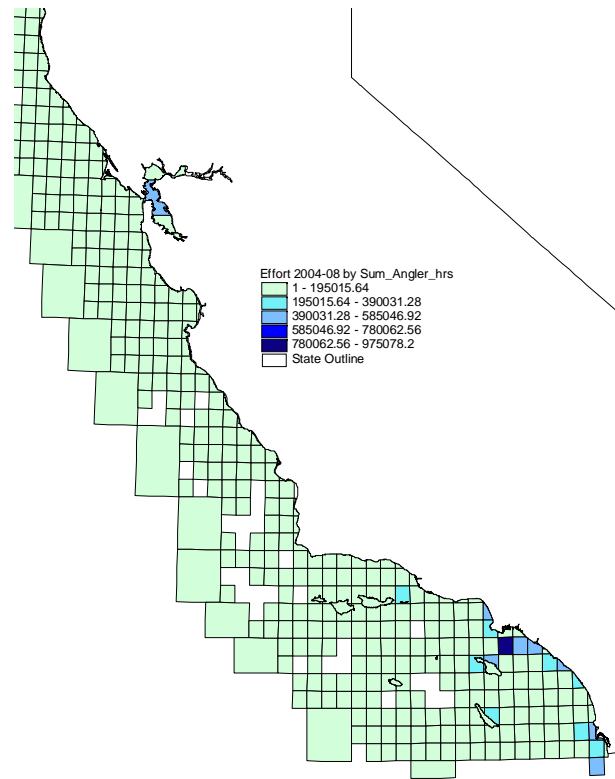 Effort 2004-08 by Sum_Angler_hrs
1 - 195015.64
195015.64 - 390031.28
390031.28 - 585046.92
585046.92 - 780062.56
780062.56 - 975078.2
State Outline